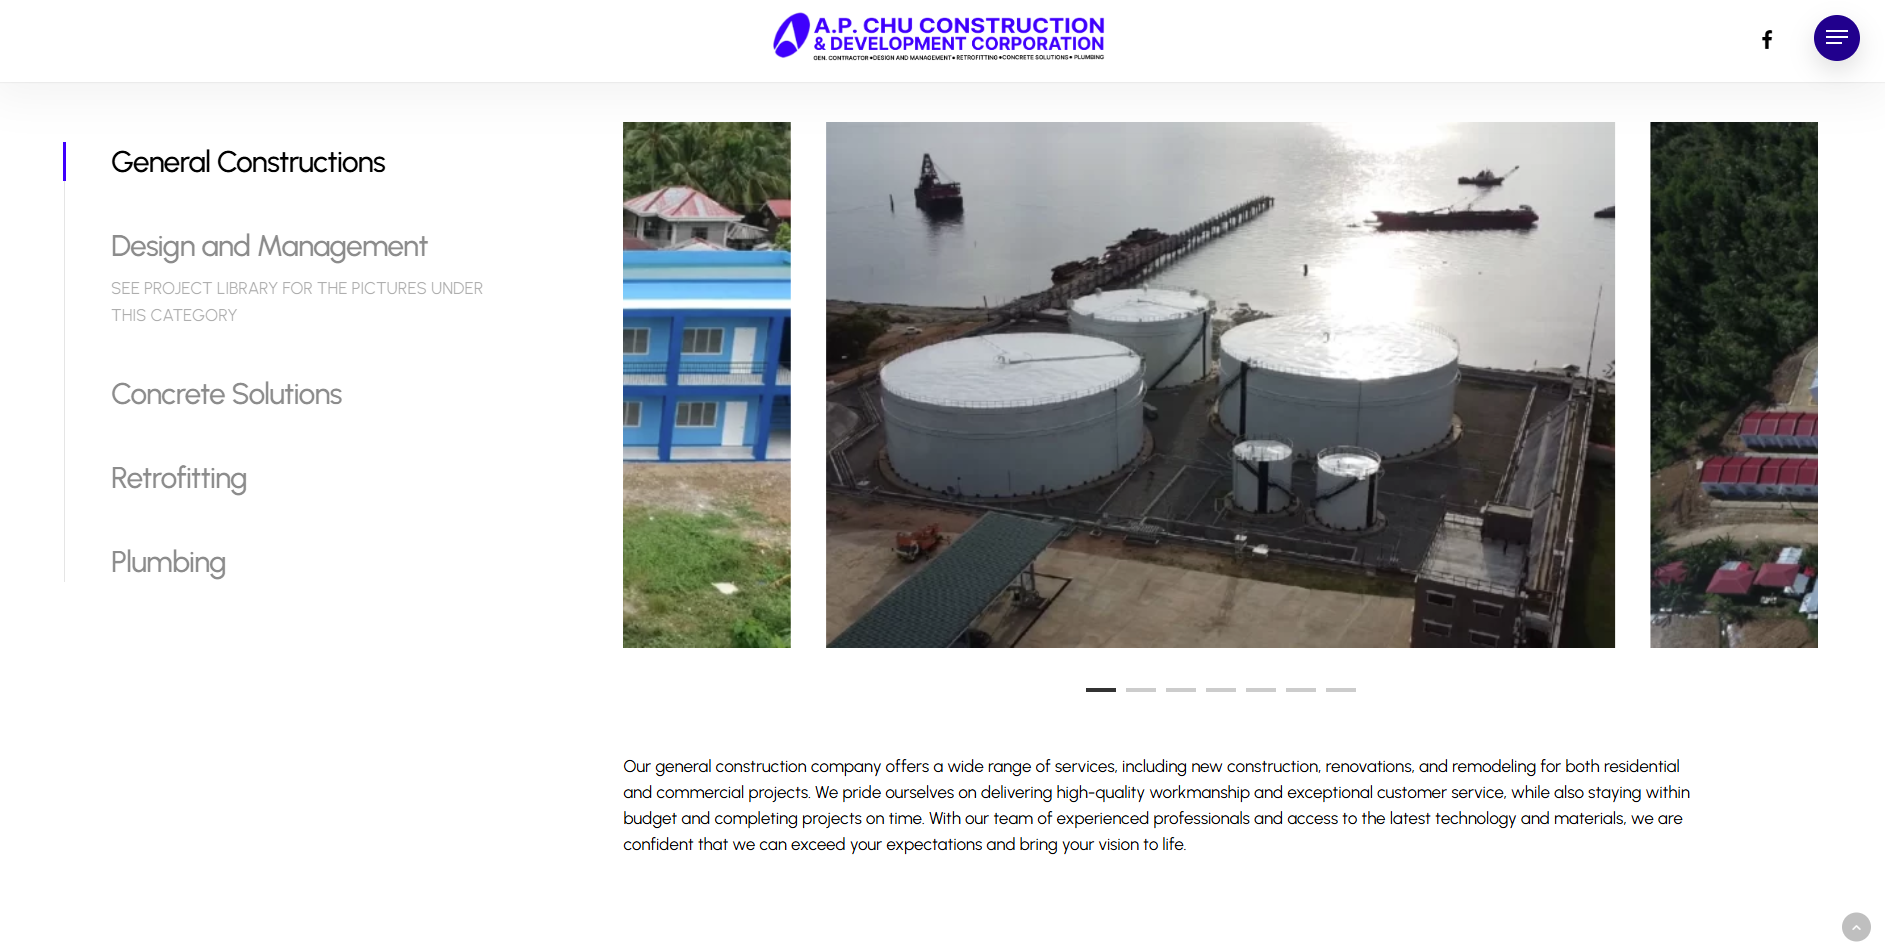 A.P. CHU CONSTRUCTION
& DEVELOPMENT CORPORATION
GEN. CONTRACTOR •DESIGN AND MANAGEMENT• RETROFITTING •CONCRETE SOLUTIONS• PLUMBING
General Constructions
Design and Management
SEE PROJECT LIBRARY FOR THE PICTURES UNDER
THIS CATEGORY
Concrete Solutions
Retrofitting
Plumbing
Our general construction company offers a wide range of services, including new construction, renovations, and remodeling for both residential
and commercial projects. We pride ourselves on delivering high-quality workmanship and exceptional customer service, while also staying within
budget and completing projects on time. With our team of experienced professionals and access to the latest technology and materials, we are
confident that we can exceed your expectations and bring your vision to life.